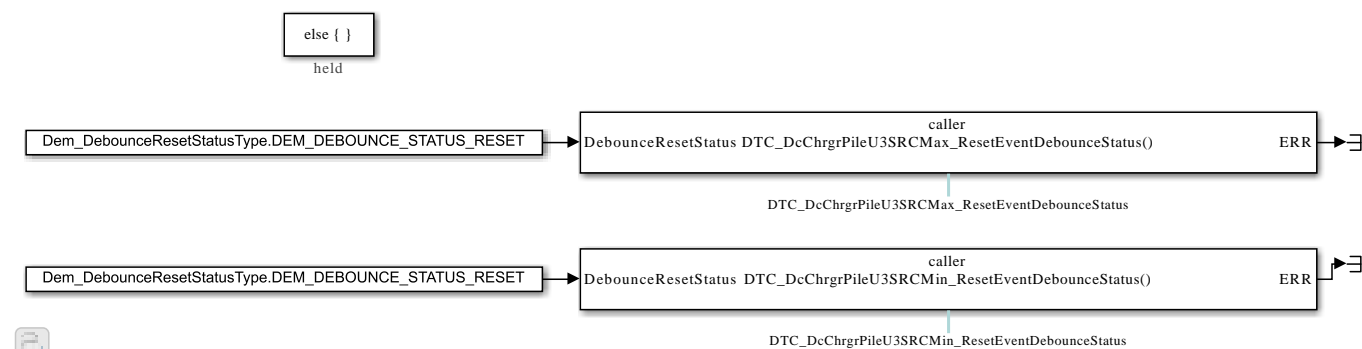 else { }
held
caller
Dem_DebounceResetStatusType.DEM_DEBOUNCE_STATUS_RESET
DebounceResetStatus DTC_DcChrgrPileU3SRCMax_ResetEventDebounceStatus()
ERR
DTC_DcChrgrPileU3SRCMax_ResetEventDebounceStatus
caller
Dem_DebounceResetStatusType.DEM_DEBOUNCE_STATUS_RESET
DebounceResetStatus DTC_DcChrgrPileU3SRCMin_ResetEventDebounceStatus()
ERR
DTC_DcChrgrPileU3SRCMin_ResetEventDebounceStatus